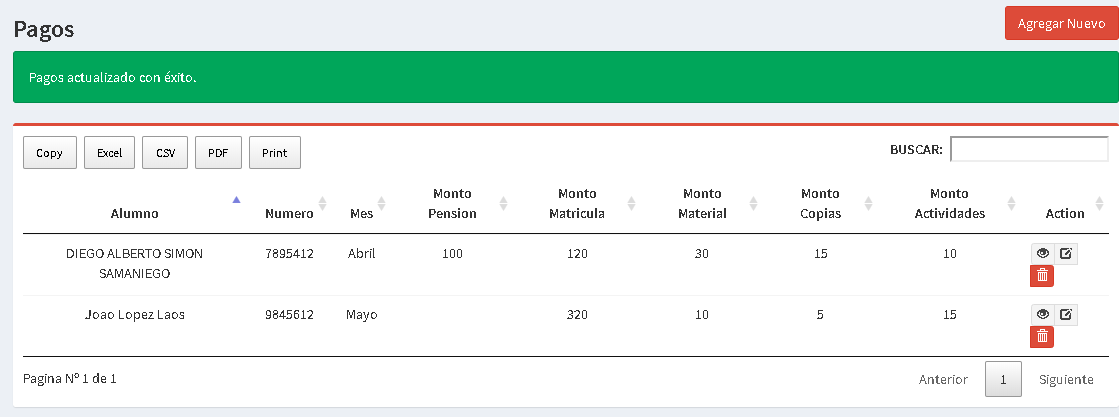 Pagos
Agregar Nuevo
Pagos actualizado con éxito.
Copy Excel CSV PDF Print
BUSCAR:
Alumno Numero Mes Monto Pension Monto Matricula Monto Material Monto Copias Monto Actividades Action
DIEGO ALBERTO SIMON SAMANIEGO 7895412 Abril 100 120 30 15 10
Joao Lopez Laos 9845612 Mayo 320 10 5 15
Pagina Nº 1 de 1
Anterior 1 Siguiente